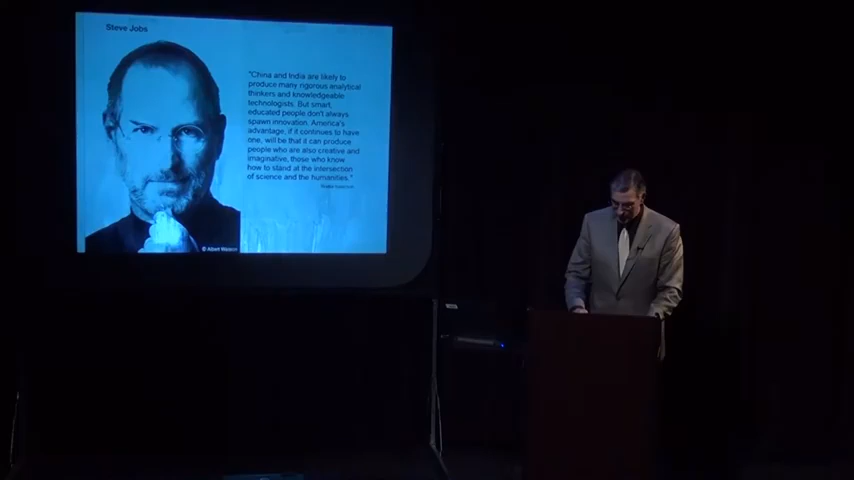 Steve Jobs
"China and India are likely to
produce many rigorous analytical
thinkers and knowledgeable
technologists. But smart,
educated people don't always
spawn innovation. America's
advantage, if it continues to have
one, will be that it can produce
people who are also creative and
imaginative, those who know
how to stand at the intersection
of science and the humanities."
© Albert Watson